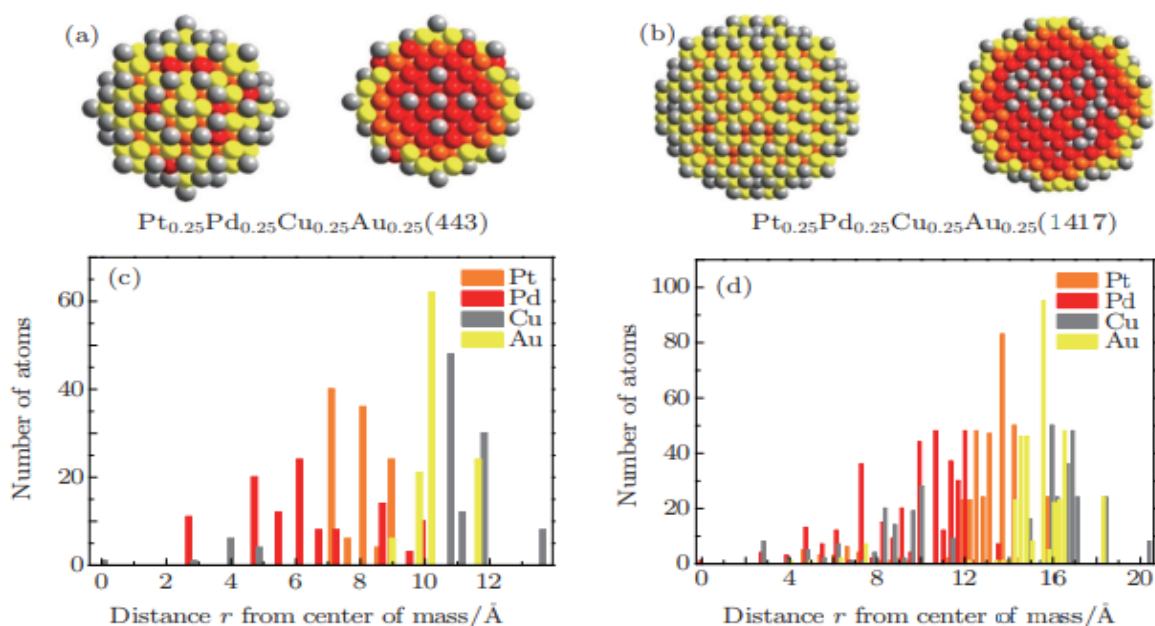 (a)
(b)
Pt0.25Pd0.25Cu0.25Au0.25(443)
Pt0.25Pd0.25Cu0.25Au0.25(1417)
(c)
Pt
Pd
Cu
Au
Number of atoms
60
40
20
0
0 2 4 6 8 10 12
Distance r from center of mass/Å
(d)
Pt
Pd
Cu
Au
Number of atoms
100
80
60
40
20
0
0 4 8 12 16 20
Distance r from center of mass/Å